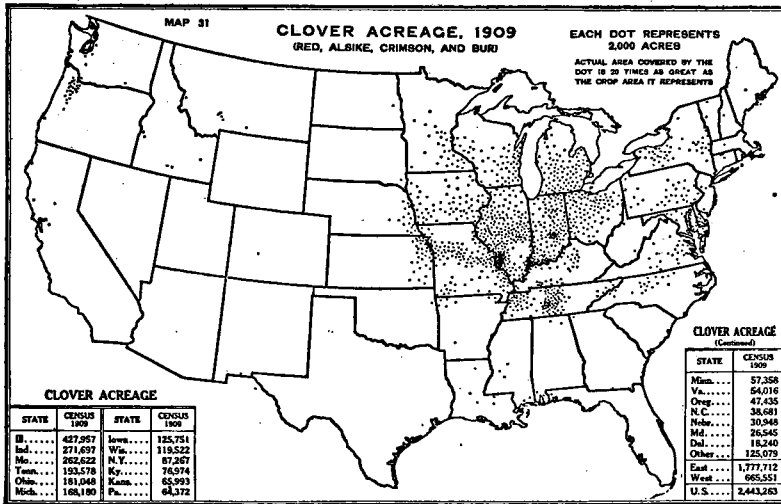 MAP 31
CLOVER ACREAGE, 1909
(RED, ALSIKE, CRIMSON, AND BUR)
EACH DOT REPRESENTS
2,000 ACRES
ACTUAL AREA COVERED BY THE
DOT IS 20 TIMES AS GREAT AS
THE CROP AREA IT REPRESENTS
CLOVER ACREAGE
STATE CENSUS 1909 STATE CENSUS 1909
Ill..... 427,957 Iowa.... 125,751
Ind..... 271,697 Wis.... 119,522
Mo..... 262,622 N.Y.... 87,267
Tenn.... 193,578 Ky..... 76,974
Ohio.... 181,048 Kans.... 65,993
Mich.... 168,180 Pa..... 64,372
CLOVER ACREAGE
(Continued)
STATE CENSUS 1909
Minn.... 57,358
Va..... 54,016
Oreg.... 47,435
N.C.... 38,681
Nebr.... 30,948
Md..... 26,545
Del..... 18,240
Other... 125,079
East.... 1,777,712
West... 665,551
U.S.... 2,443,263